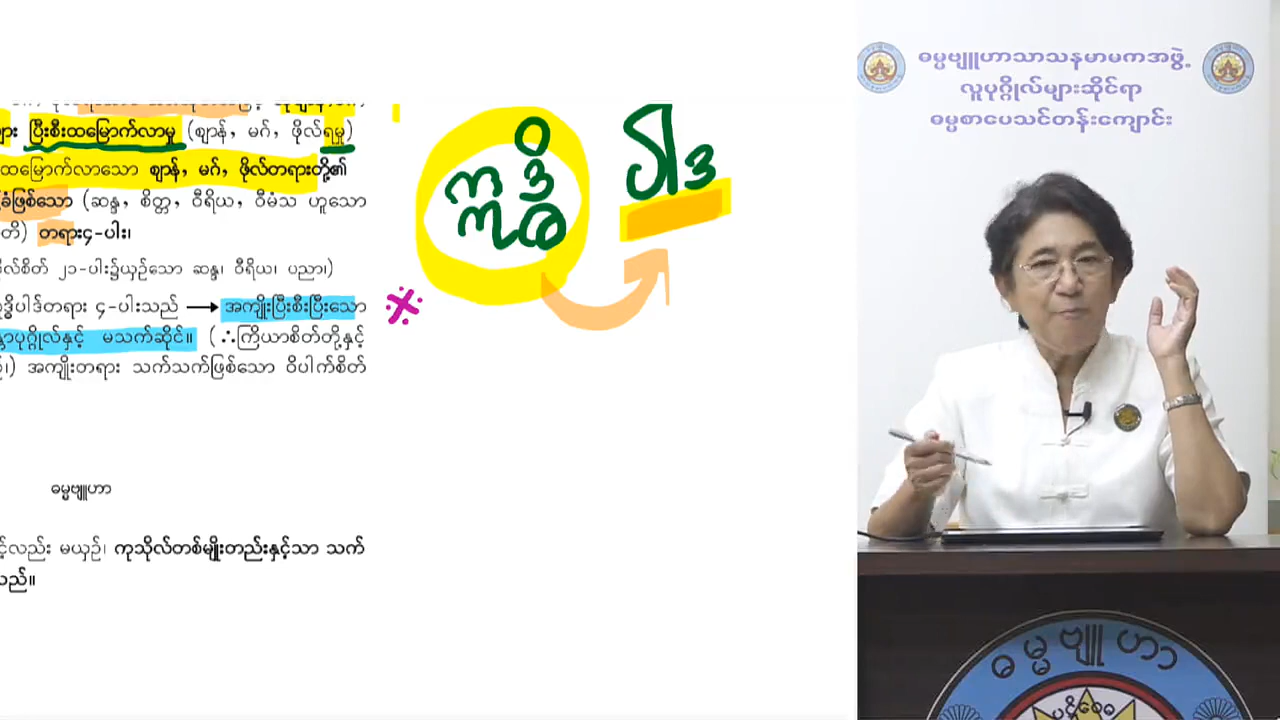 ျား ပြီးစီးထမြောက်လာမှု (ဈာန်, မဂ်, ဖိုလ်ရမှု)
ထမြောက်လာသော ဈာန်, မဂ်, ဖိုလ်တရားတို့၏
ခံဖြစ်သော (ဆန္ဒ, စိတ္တ, ဝီရိယ, ဝီမံသ ဟူသော
တိ) တရား၄-ပါး၊
လ်စိတ် ၂၁-ပါး၌ယှဉ်သော ဆန္ဒ၊ ဝီရိယ၊ ပညာ၊)
ဒ္ဓိပါဒ်တရား ၄-ပါးသည် → အကျိုးပြီးစီးပြီးသော
ပုဂ္ဂိုလ်နှင့် မသက်ဆိုင်။ (∴ကြိယာစိတ်တို့နှင့်
အကျိုးတရား သက်သက်ဖြစ်သော ဝိပါက်စိတ်
ဓမ္မဗျူဟာ
လည်း မယှဉ်၊ ကုသိုလ်တစ်မျိုးတည်းနှင့်သာ သက်
သည်။
ပါဒ
※
ဓမ္မဗျူဟာသာသနာမာမကအဖွဲ့
လူပုဂ္ဂိုလ်များဆိုင်ရာ
ဓမ္မစာပေသင်တန်းကျောင်း
ဓမ္မဗျူဟာ
ပဋိဝေဓ